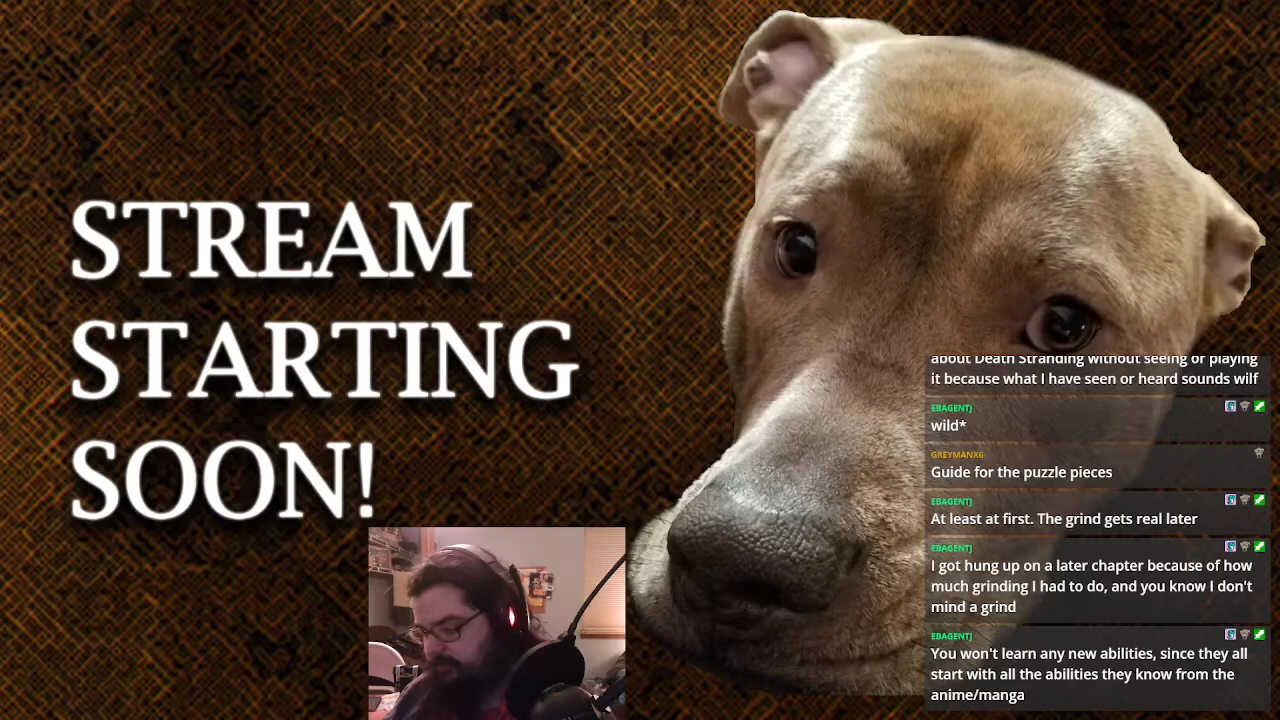 STREAM
STARTING
SOON!
about Death Stranding without seeing or playing
it because what I have seen or heard sounds wilf
EBAGENTJ
wild*
GREYMANX6
Guide for the puzzle pieces
EBAGENTJ
At least at first. The grind gets real later
EBAGENTJ
I got hung up on a later chapter because of how
much grinding I had to do, and you know I don't
mind a grind
EBAGENTJ
You won't learn any new abilities, since they all
start with all the abilities they know from the
anime/manga